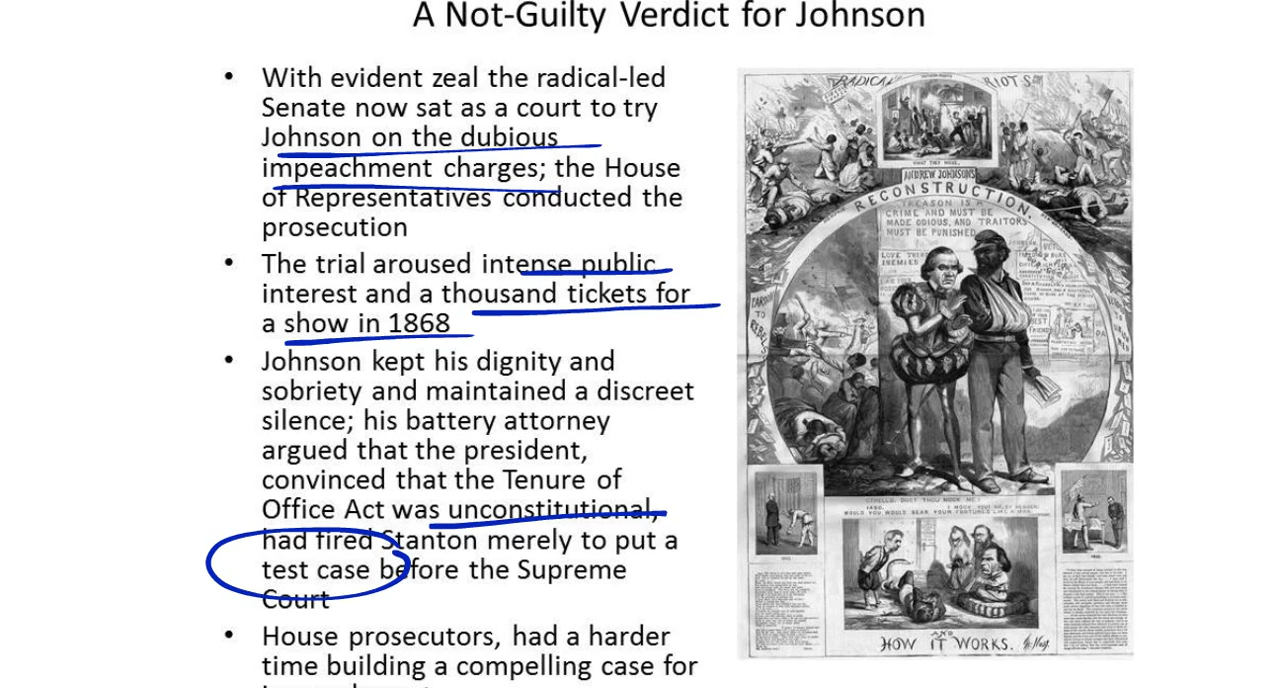 A Not-Guilty Verdict for Johnson
• With evident zeal the radical-led
Senate now sat as a court to try
Johnson on the dubious
impeachment charges; the House
of Representatives conducted the
prosecution
• The trial aroused intense public
interest and a thousand tickets for
a show in 1868
• Johnson kept his dignity and
sobriety and maintained a discreet
silence; his battery attorney
argued that the president,
convinced that the Tenure of
Office Act was unconstitutional,
had fired Stanton merely to put a
test case before the Supreme
Court
• House prosecutors, had a harder
time building a compelling case for
ANDREW JOHNSON'S
RECONSTRUCTION.
TREASON IS A
CRIME AND MUST BE
MADE ODIOUS, AND TRAITORS
MUST BE PUNISHED
AND
HOW IT WORKS.